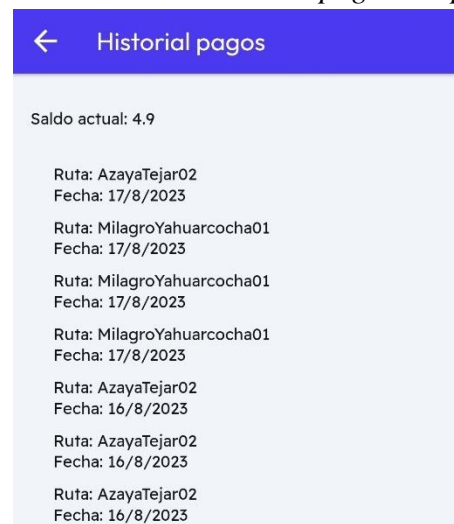 Historial pagos
Saldo actual: 4.9
Ruta: AzayaTejar02
Fecha: 17/8/2023
Ruta: MilagroYahuarcocha01
Fecha: 17/8/2023
Ruta: MilagroYahuarcocha01
Fecha: 17/8/2023
Ruta: MilagroYahuarcocha01
Fecha: 17/8/2023
Ruta: AzayaTejar02
Fecha: 16/8/2023
Ruta: AzayaTejar02
Fecha: 16/8/2023
Ruta: AzayaTejar02
Fecha: 16/8/2023